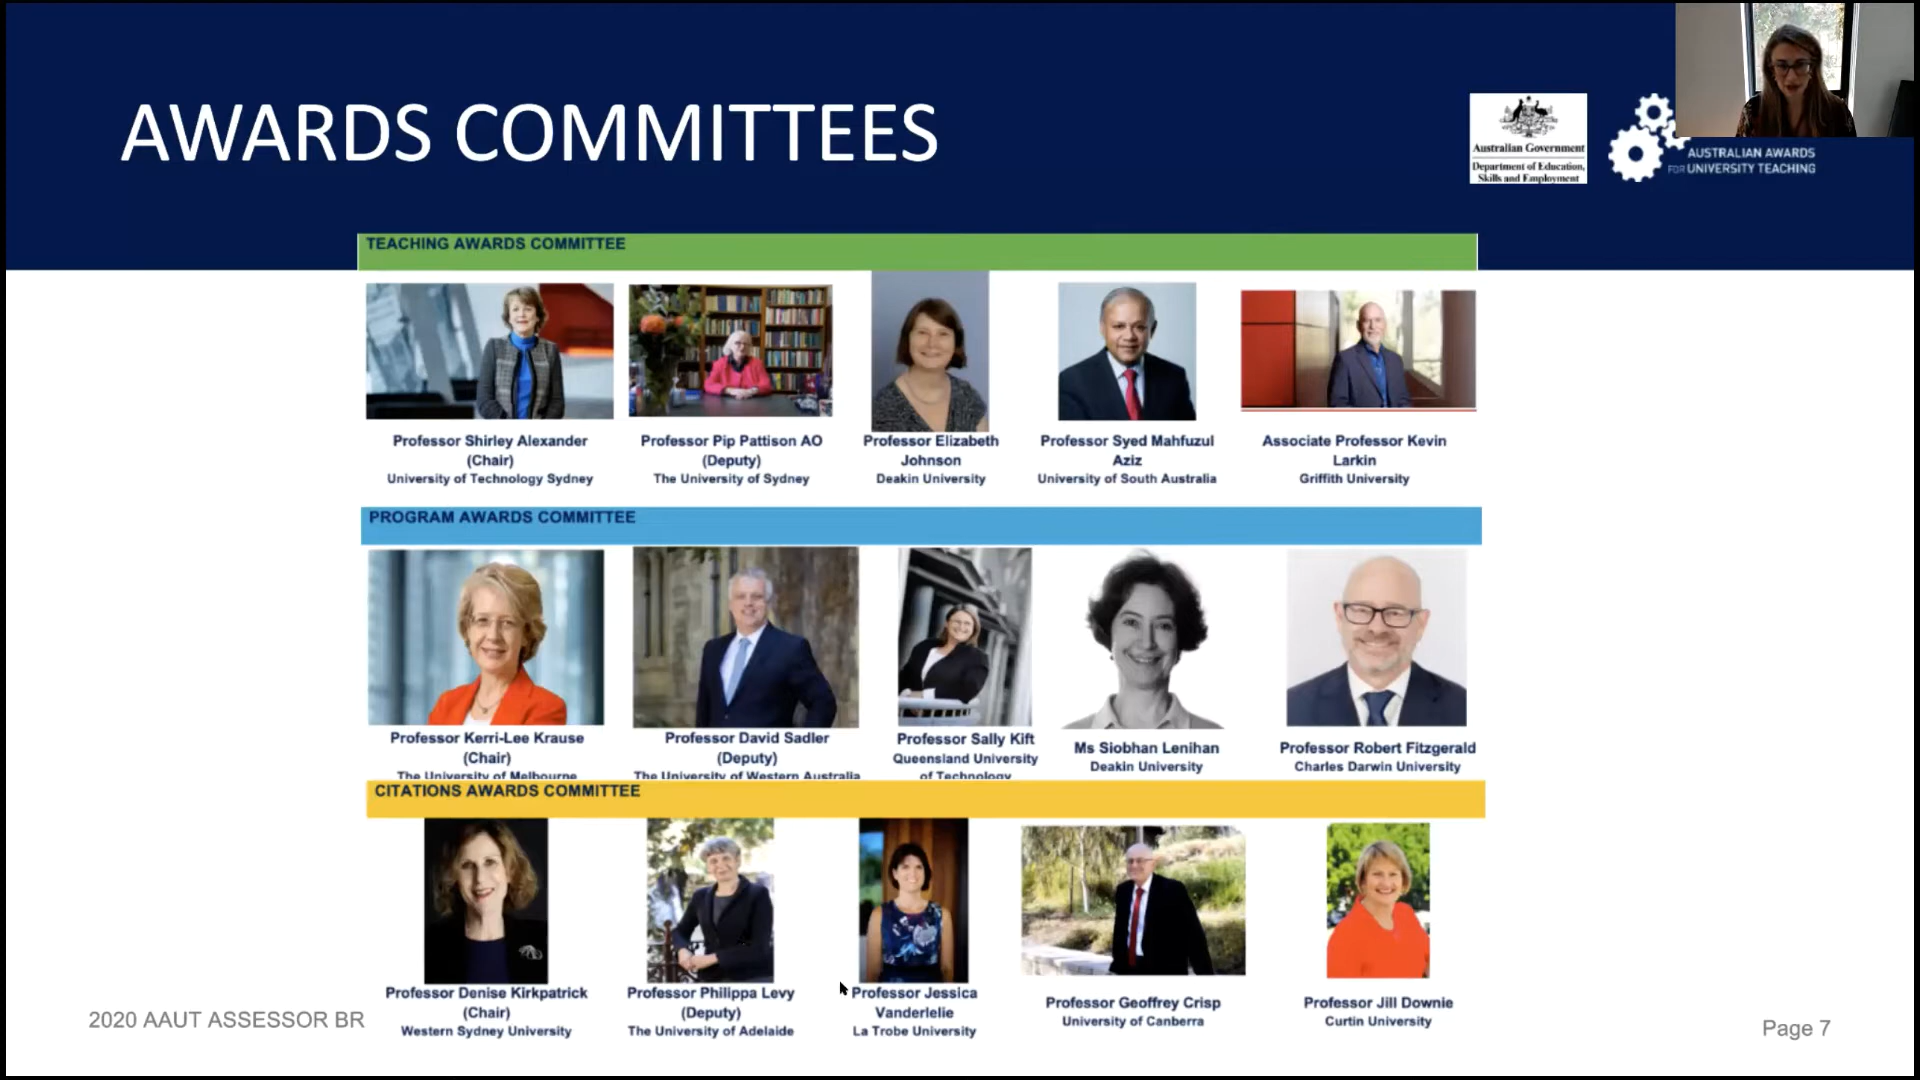 AWARDS COMMITTEES
Australian Government
Department of Education,
Skills and Employment
AUSTRALIAN AWARDS
FOR UNIVERSITY TEACHING
TEACHING AWARDS COMMITTEE
Professor Shirley Alexander
(Chair)
University of Technology Sydney
Professor Pip Pattison AO
(Deputy)
The University of Sydney
Professor Elizabeth
Johnson
Deakin University
Professor Syed Mahfuzul
Aziz
University of South Australia
Associate Professor Kevin
Larkin
Griffith University
PROGRAM AWARDS COMMITTEE
Professor Kerri-Lee Krause
(Chair)
The University of Melbourne
Professor David Sadler
(Deputy)
The University of Western Australia
Professor Sally Kift
Queensland University
of Technology
Ms Siobhan Lenihan
Deakin University
Professor Robert Fitzgerald
Charles Darwin University
CITATIONS AWARDS COMMITTEE
Professor Denise Kirkpatrick
(Chair)
Western Sydney University
Professor Philippa Levy
(Deputy)
The University of Adelaide
Professor Jessica
Vanderlelie
La Trobe University
Professor Geoffrey Crisp
University of Canberra
Professor Jill Downie
Curtin University
2020 AAUT ASSESSOR BR
Page 7